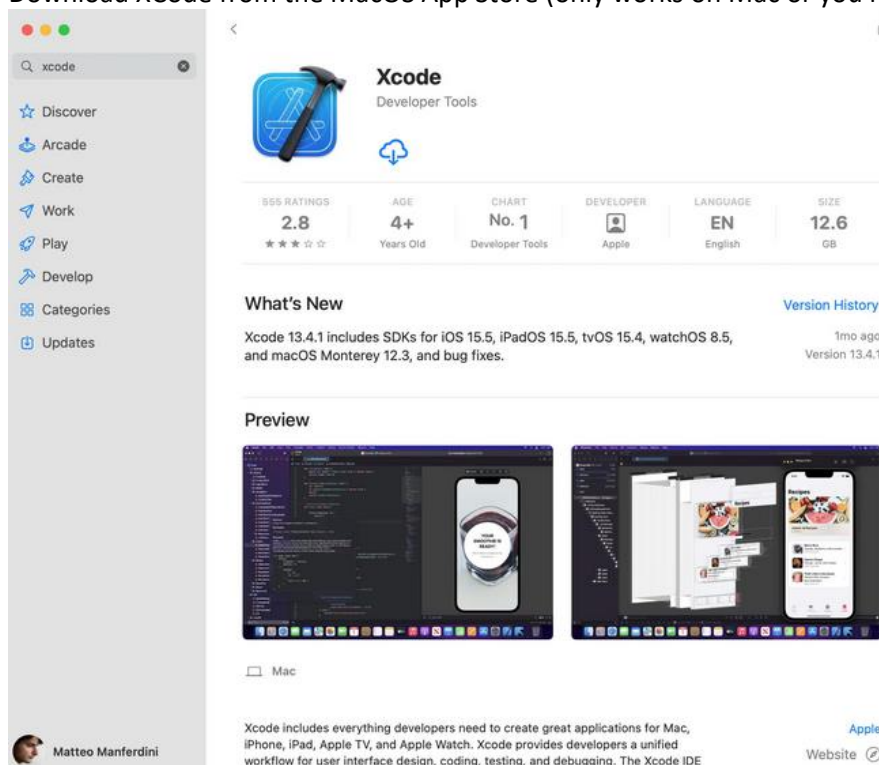 Download XCode from the MacOS App Store (only works on Mac or you
xcode
Discover
Arcade
Create
Work
Play
Develop
Categories
Updates
Matteo Manferdini
Xcode
Developer Tools
555 RATINGS
2.8
AGE
4+
Years Old
CHART
No. 1
Developer Tools
DEVELOPER
Apple
LANGUAGE
EN
English
SIZE
12.6
GB
What's New
Version History
Xcode 13.4.1 includes SDKs for iOS 15.5, iPadOS 15.5, tvOS 15.4, watchOS 8.5,
and macOS Monterey 12.3, and bug fixes.
1mo ago
Version 13.4.1
Preview
YOUR
SMOOTHIE IS
READY!
Recipes
Recipes
Mac
Xcode includes everything developers need to create great applications for Mac,
iPhone, iPad, Apple TV, and Apple Watch. Xcode provides developers a unified
workflow for user interface design, coding, testing, and debugging. The Xcode IDE
Apple
Website